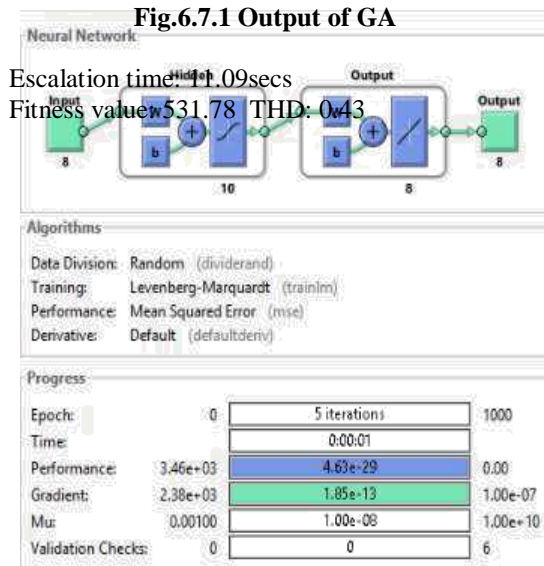 Fig.6.7.1 Output of GA
Neural Network
Escalation time: 11.09secs
Fitness value: 531.78 THD: 0.43
Hidden
Output
Input
W
b
W
b
Output
8
10
8
8
Algorithms
Data Division: Random (dividerand)
Training: Levenberg-Marquardt (trainlm)
Performance: Mean Squared Error (mse)
Derivative: Default (defaultderiv)
Progress
Epoch: 0 5 iterations 1000
Time: 0:00:01
Performance: 3.46e+03 4.63e-29 0.00
Gradient: 2.38e+03 1.85e-13 1.00e-07
Mu: 0.00100 1.00e-08 1.00e+10
Validation Checks: 0 0 6